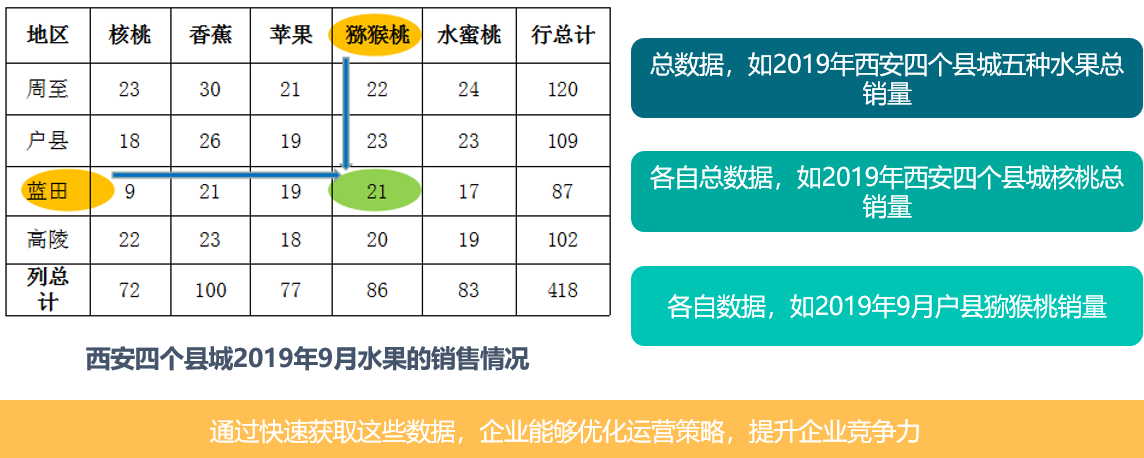 地区 核桃 香蕉 苹果 猕猴桃 水蜜桃 行总计
周至 23 30 21 22 24 120
户县 18 26 19 23 23 109
蓝田 9 21 19 21 17 87
高陵 22 23 18 20 19 102
列总
计 72 100 77 86 83 418
西安四个县城2019年9月水果的销售情况
总数据，如2019年西安四个县城五种水果总
销量
各自总数据，如2019年西安四个县城核桃总
销量
各自数据，如2019年9月户县猕猴桃销量
通过快速获取这些数据，企业能够优化运营策略，提升企业竞争力